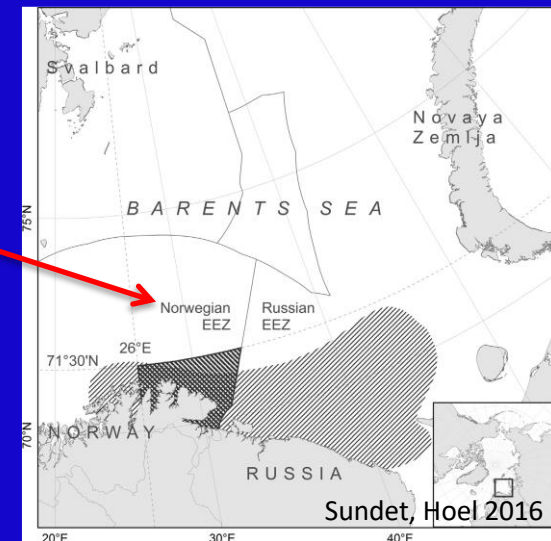 Svalbard
Novaya
Zemlja
75°N
BARENTS SEA
Norwegian
EEZ
Russian
EEZ
26°E
71°30'N
70°N
NORWAY
RUSSIA
Sundet, Hoel 2016
20°E
30°E
40°E